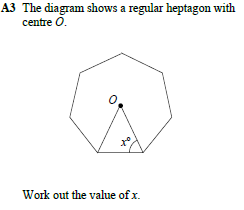 A3 The diagram shows a regular heptagon with
centre O.
O
x°
Work out the value of x.